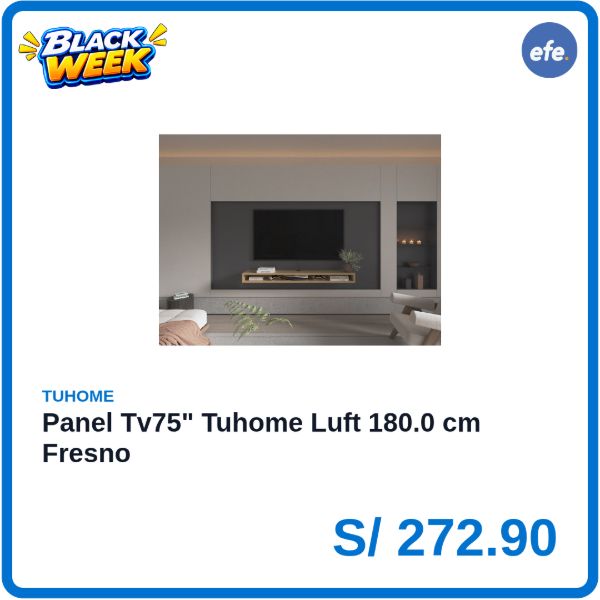 BLACK
WEEK
efe.
TUHOME
Panel Tv75" Tuhome Luft 180.0 cm
Fresno
S/ 272.90